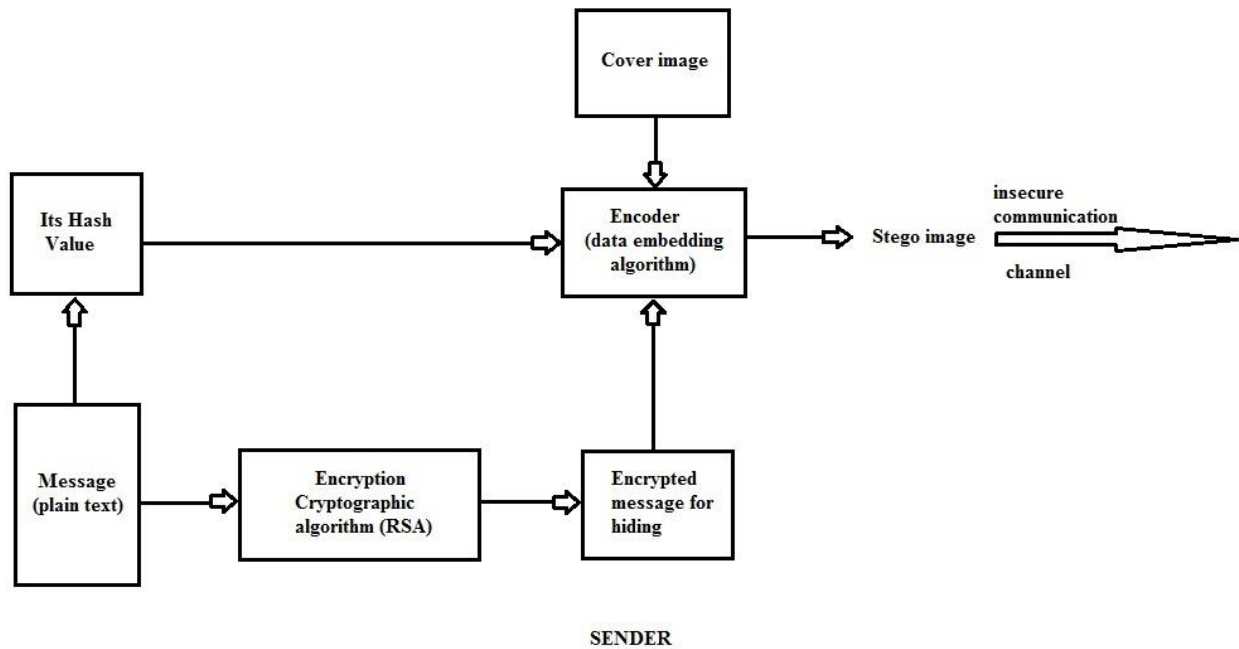 Cover image
Its Hash
Value
Encoder
(data embedding
algorithm)
Stego image
insecure
communication
channel
Message
(plain text)
Encryption
Cryptographic
algorithm (RSA)
Encrypted
message for
hiding
SENDER